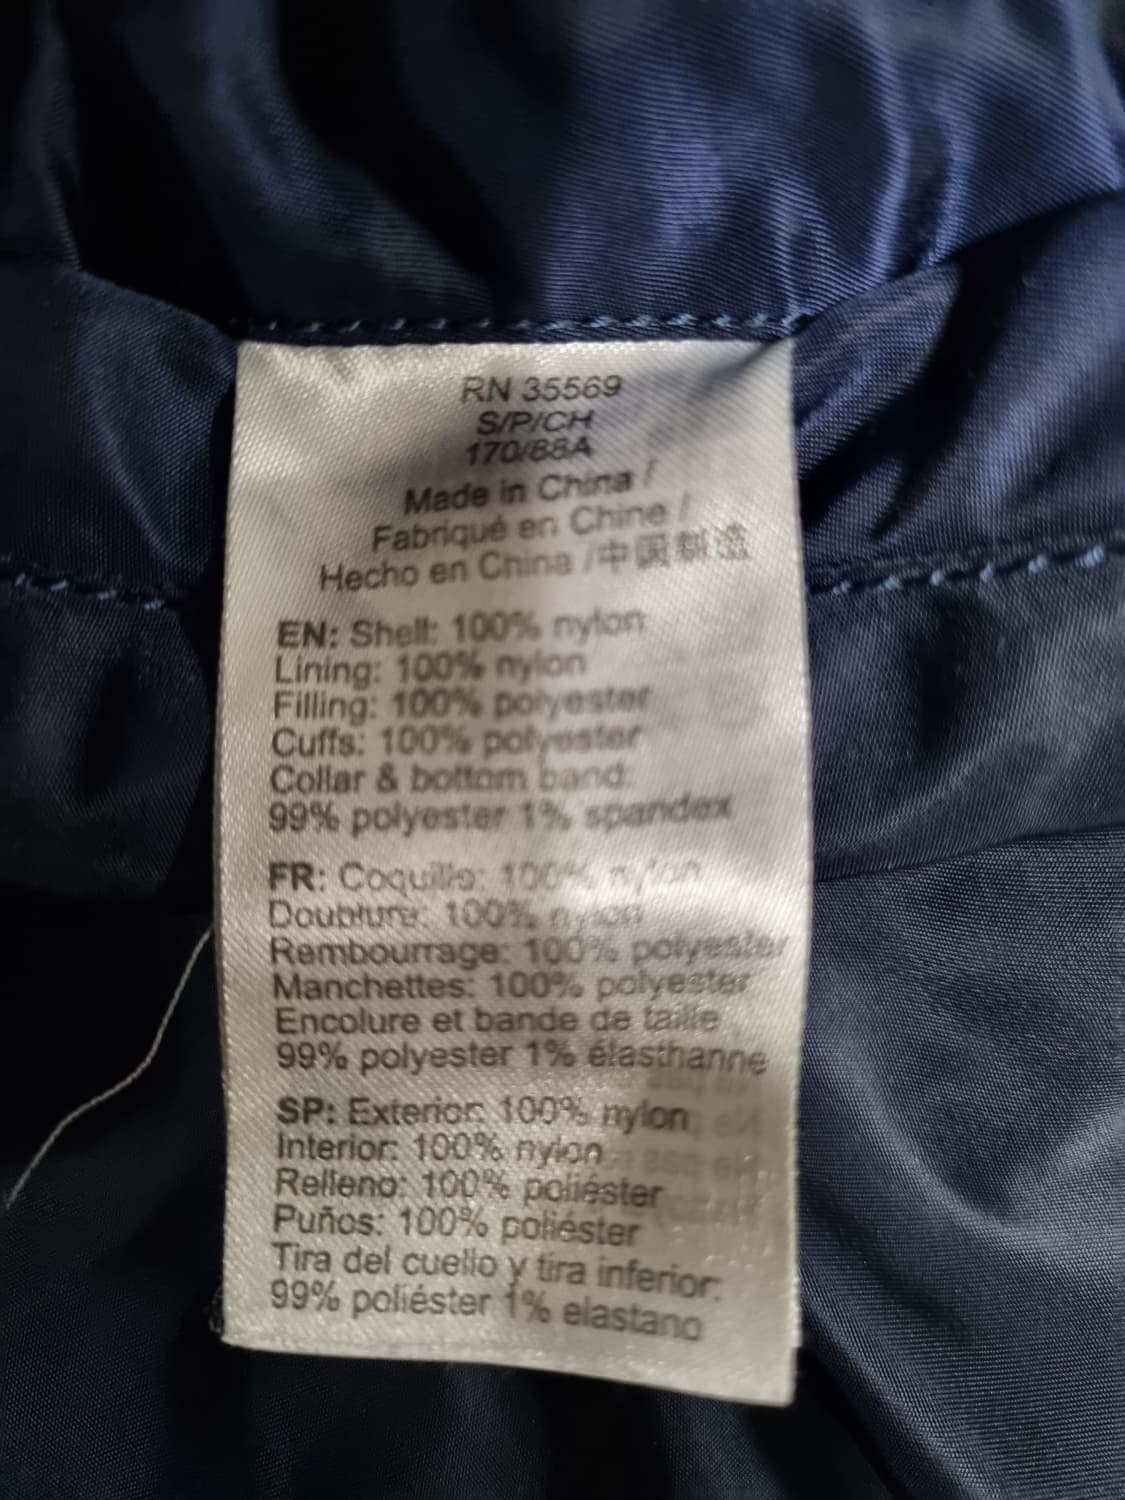 RN 35569
S/P/CH
170/88A
Made in China /
Fabriqué en Chine /
Hecho en China /中国制造
EN: Shell: 100% nylon
Lining: 100% nylon
Filling: 100% polyester
Cuffs: 100% polyester
Collar & bottom band:
99% polyester 1% spandex
FR: Coquille: 100% nylon
Doublure: 100% nylon
Rembourrage: 100% polyester
Manchettes: 100% polyester
Encolure et bande de taille
99% polyester 1% élasthanne
SP: Exterior: 100% nylon
Interior: 100% nylon
Relleno: 100% poliéster
Puños: 100% poliéster
Tira del cuello y tira inferior:
99% poliéster 1% elastano